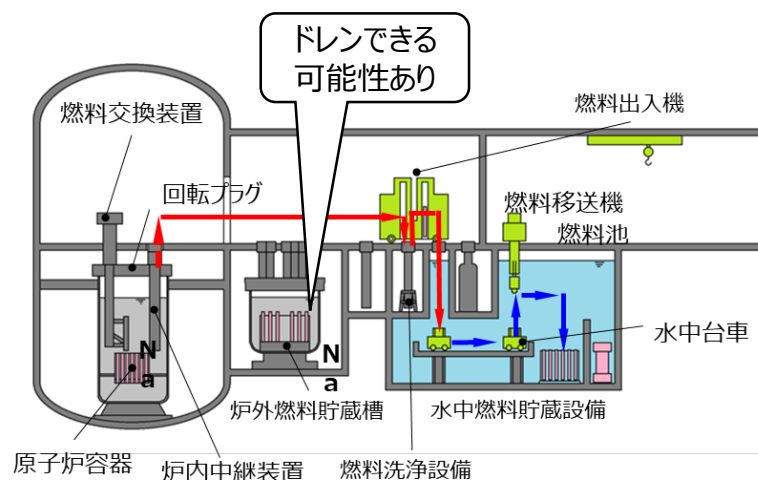 ドレンできる
可能性あり
燃料交換装置
燃料出入機
回転プラグ
燃料移送機
燃料池
Na
Na
水中台車
炉外燃料貯蔵槽
水中燃料貯蔵設備
原子炉容器
炉内中継装置
燃料洗浄設備